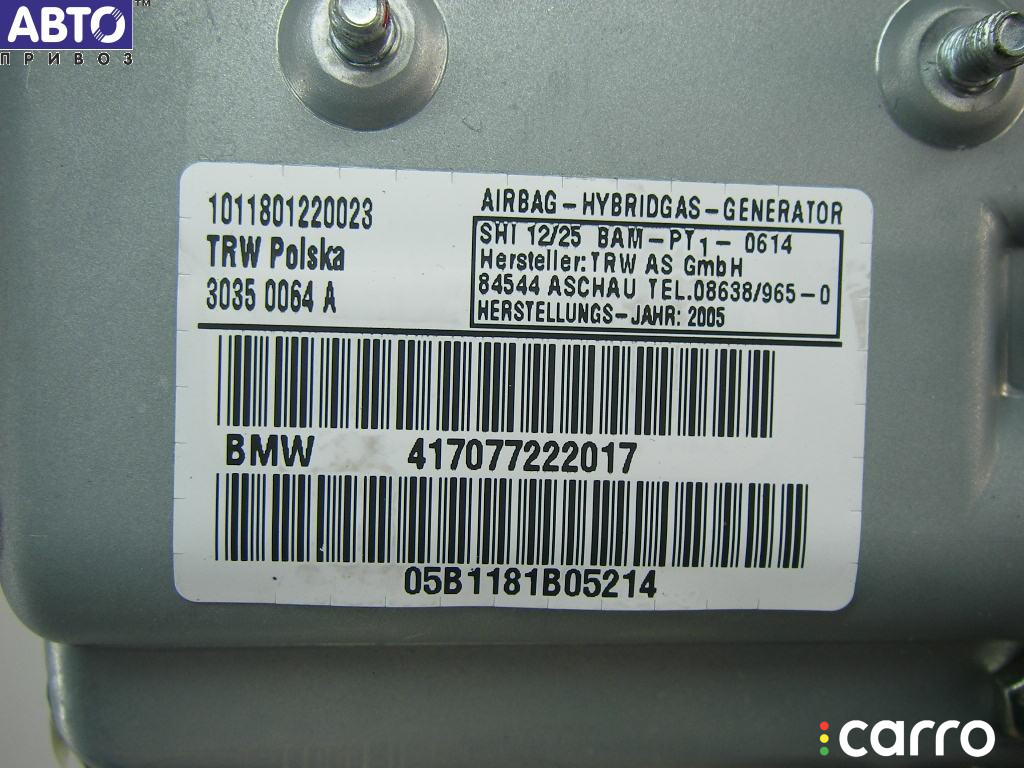 АВТО™
ПРИВОЗ
1011801220023
TRW Polska
3035 0064 A
AIRBAG-HYBRIDGAS-GENERATOR
SHI 12/25 BAM-PT1-0614
Hersteller: TRW AS GmbH
84544 ASCHAU TEL.08638/965-0
HERSTELLUNGS-JAHR: 2005
BMW 417077222017
05B1181B05214
carro